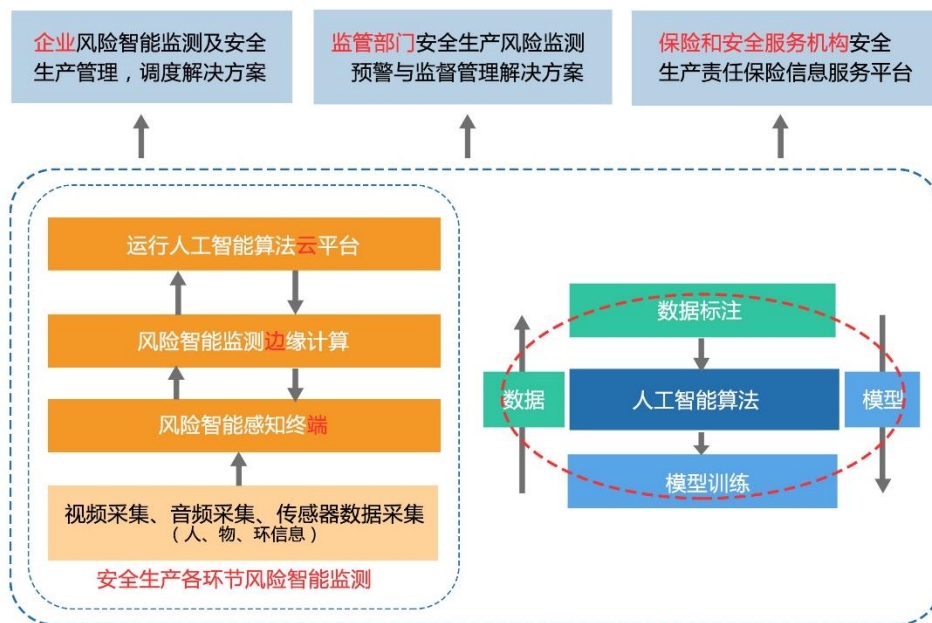 企业风险智能监测及安全
生产管理，调度解决方案
监管部门安全生产风险监测
预警与监督管理解决方案
保险和安全服务机构安全
生产责任保险信息服务平台
运行人工智能算法云平台
风险智能监测边缘计算
风险智能感知终端
视频采集、音频采集、传感器数据采集
（人、物、环信息）
安全生产各环节风险智能监测
数据标注
数据
人工智能算法
模型
模型训练